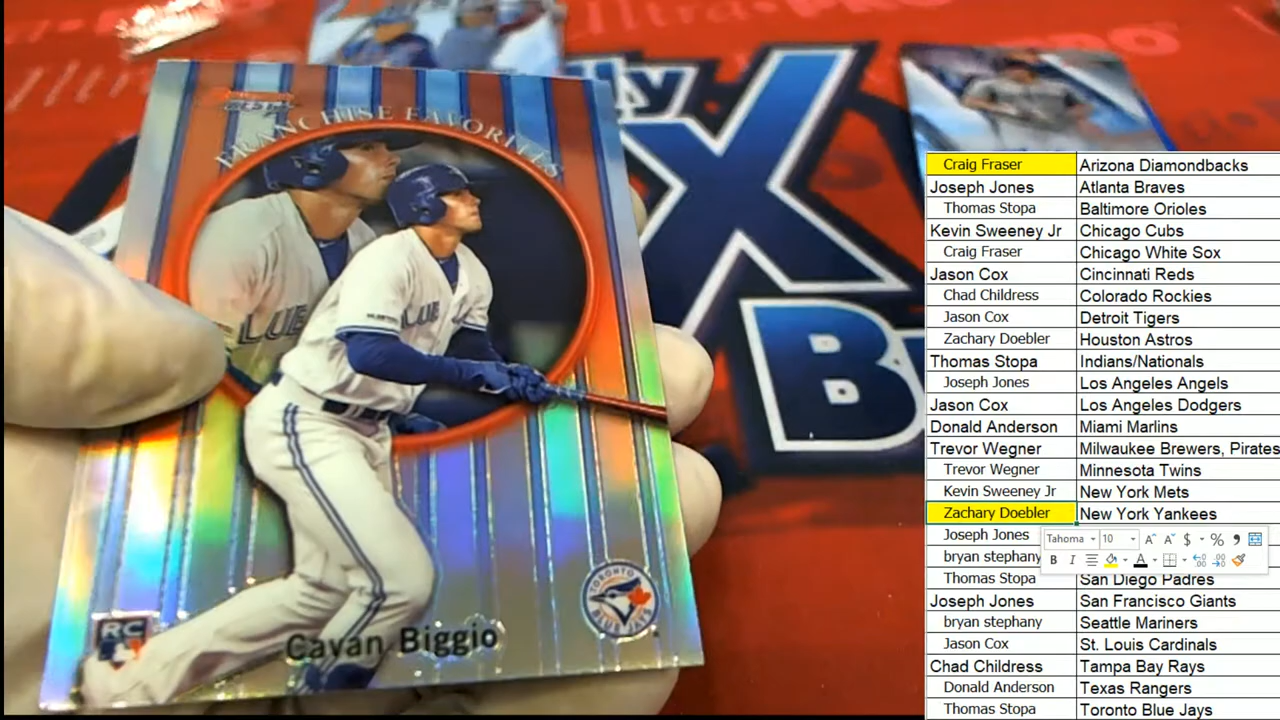 FRANCHISE FAVORITES
BLUE
LUE
TORONTO
BLUE JAYS
RC
Cavan Biggio
lly
X
B
Ultra PRO
Craig Fraser Arizona Diamondbacks
Joseph Jones Atlanta Braves
Thomas Stopa Baltimore Orioles
Kevin Sweeney Jr Chicago Cubs
Craig Fraser Chicago White Sox
Jason Cox Cincinnati Reds
Chad Childress Colorado Rockies
Jason Cox Detroit Tigers
Zachary Doebler Houston Astros
Thomas Stopa Indians/Nationals
Joseph Jones Los Angeles Angels
Jason Cox Los Angeles Dodgers
Donald Anderson Miami Marlins
Trevor Wegner Milwaukee Brewers, Pirates
Trevor Wegner Minnesota Twins
Kevin Sweeney Jr New York Mets
Zachary Doebler New York Yankees
Joseph Jones
Tahoma 10 A A $ % ,
bryan stephany
B I A
Thomas Stopa San Diego Padres
Joseph Jones San Francisco Giants
bryan stephany Seattle Mariners
Jason Cox St. Louis Cardinals
Chad Childress Tampa Bay Rays
Donald Anderson Texas Rangers
Thomas Stopa Toronto Blue Jays